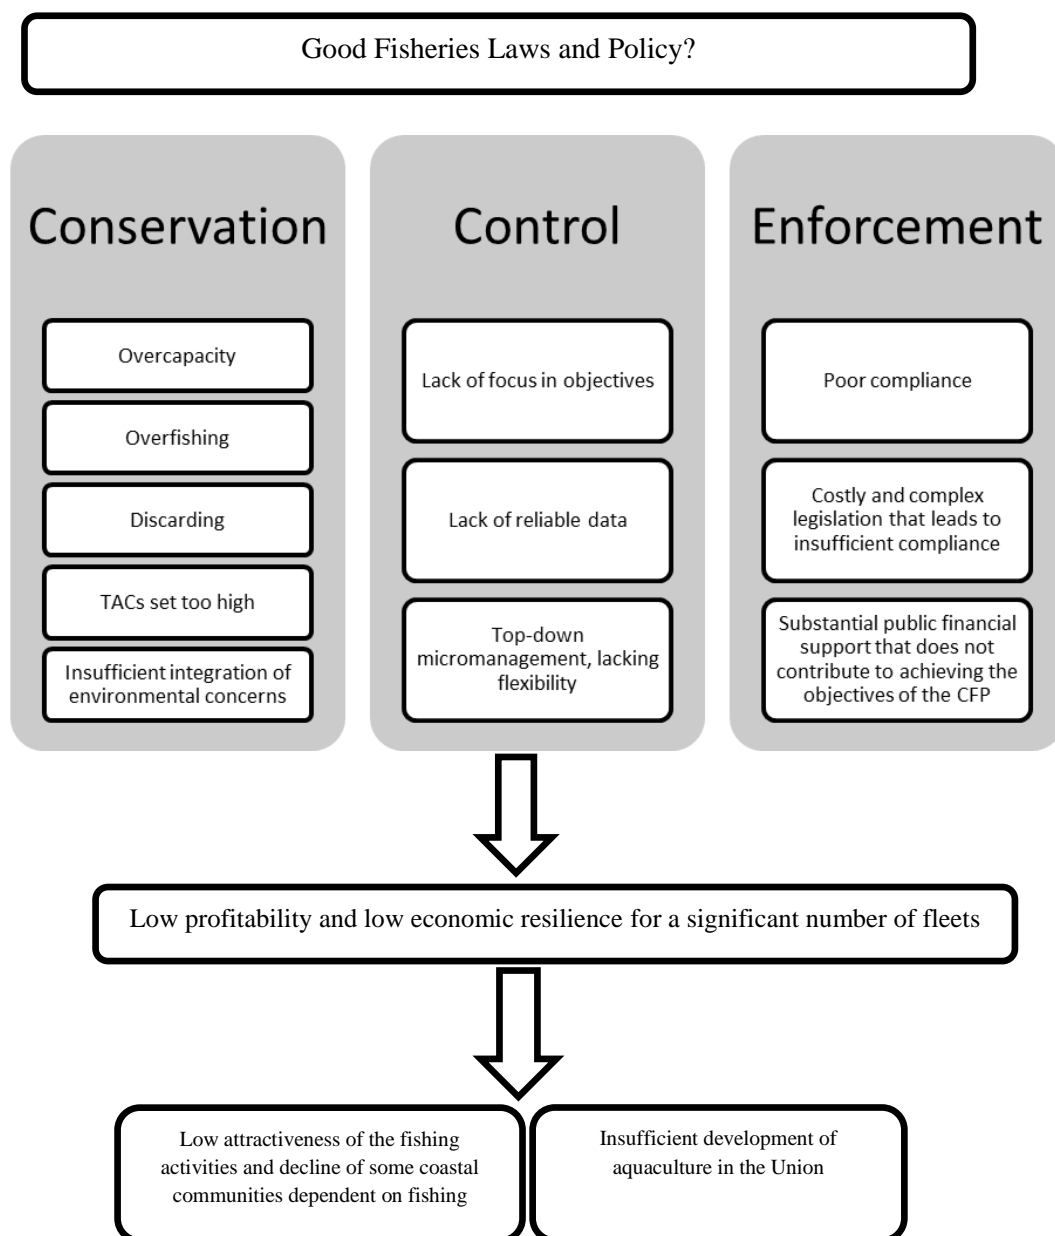 Good Fisheries Laws and Policy?
Conservation
Overcapacity
Overfishing
Discarding
TACs set too high
Insufficient integration of
environmental concerns
Control
Lack of focus in objectives
Lack of reliable data
Top-down
micromanagement, lacking
flexibility
Enforcement
Poor compliance
Costly and complex
legislation that leads to
insufficient compliance
Substantial public financial
support that does not
contribute to achieving the
objectives of the CFP
Low profitability and low economic resilience for a significant number of fleets
Low attractiveness of the fishing
activities and decline of some coastal
communities dependent on fishing
Insufficient development of
aquaculture in the Union